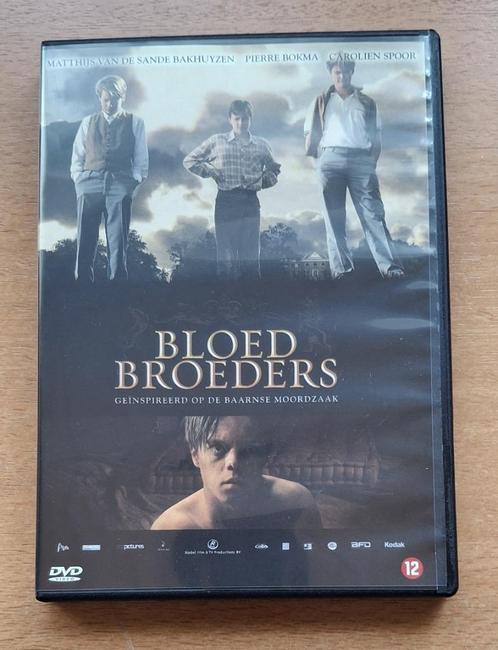 MATTHIJS VAN DE SANDE BAKHUYZEN PIERRE BOKMA CAROLIEN SPOOR
BLOED
BROEDERS
GEÏNSPIREERD OP DE BAARNSE MOORDZAAK
pictures Kodak
DVD
VIDEO
12